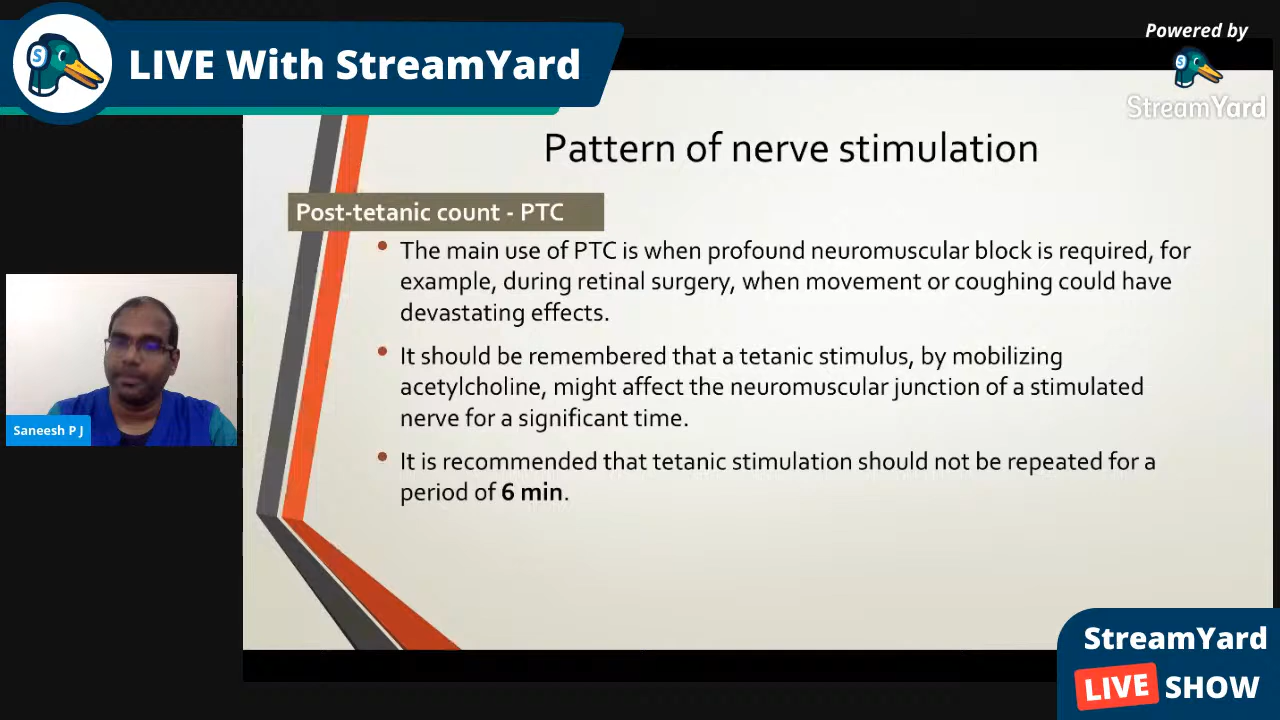 LIVE With StreamYard
Powered by
StreamYard
Pattern of nerve stimulation
Post-tetanic count - PTC
The main use of PTC is when profound neuromuscular block is required, for
example, during retinal surgery, when movement or coughing could have
devastating effects.
It should be remembered that a tetanic stimulus, by mobilizing
acetylcholine, might affect the neuromuscular junction of a stimulated
nerve for a significant time.
It is recommended that tetanic stimulation should not be repeated for a
period of 6 min.
Saneesh P J
StreamYard
LIVE SHOW